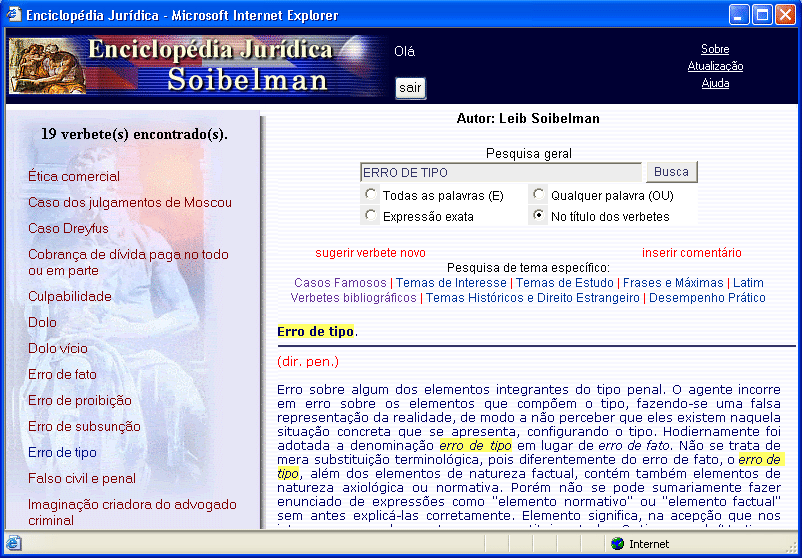 Enciclopédia Jurídica - Microsoft Internet Explorer
Enciclopédia Jurídica
Soibelman
Olá
sair
Sobre
Atualização
Ajuda
19 verbete(s) encontrado(s).
Ética comercial
Caso dos julgamentos de Moscou
Caso Dreyfus
Cobrança de dívida paga no todo
ou em parte
Culpabilidade
Dolo
Dolo vício
Erro de fato
Erro de proibição
Erro de subsunção
Erro de tipo
Falso civil e penal
Imaginação criadora do advogado
criminal
Autor: Leib Soibelman
Pesquisa geral
ERRO DE TIPO Busca
Todas as palavras (E) Qualquer palavra (OU)
Expressão exata No título dos verbetes
sugerir verbete novo inserir comentário
Pesquisa de tema específico:
Casos Famosos | Temas de Interesse | Temas de Estudo | Frases e Máximas | Latim
Verbetes bibliográficos | Temas Históricos e Direito Estrangeiro | Desempenho Prático
Erro de tipo.
(dir. pen.)
Erro sobre algum dos elementos integrantes do tipo penal. O agente incorre
em erro sobre os elementos que compõem o tipo, fazendo-se uma falsa
representação da realidade, de modo a não perceber que eles existem naquela
situação concreta que se apresenta, configurando o tipo. Hodiernamente foi
adotada a denominação erro de tipo em lugar de erro de fato. Não se trata de
mera substituição terminológica, pois diferentemente do erro de fato, o erro de
tipo, além dos elementos de natureza factual, contém também elementos de
natureza axiológica ou normativa. Porém não se pode sumariamente fazer
enunciado de expressões como "elemento normativo" ou "elemento factual"
sem antes explicá-las corretamente. Elemento significa, na acepção que nos
Internet